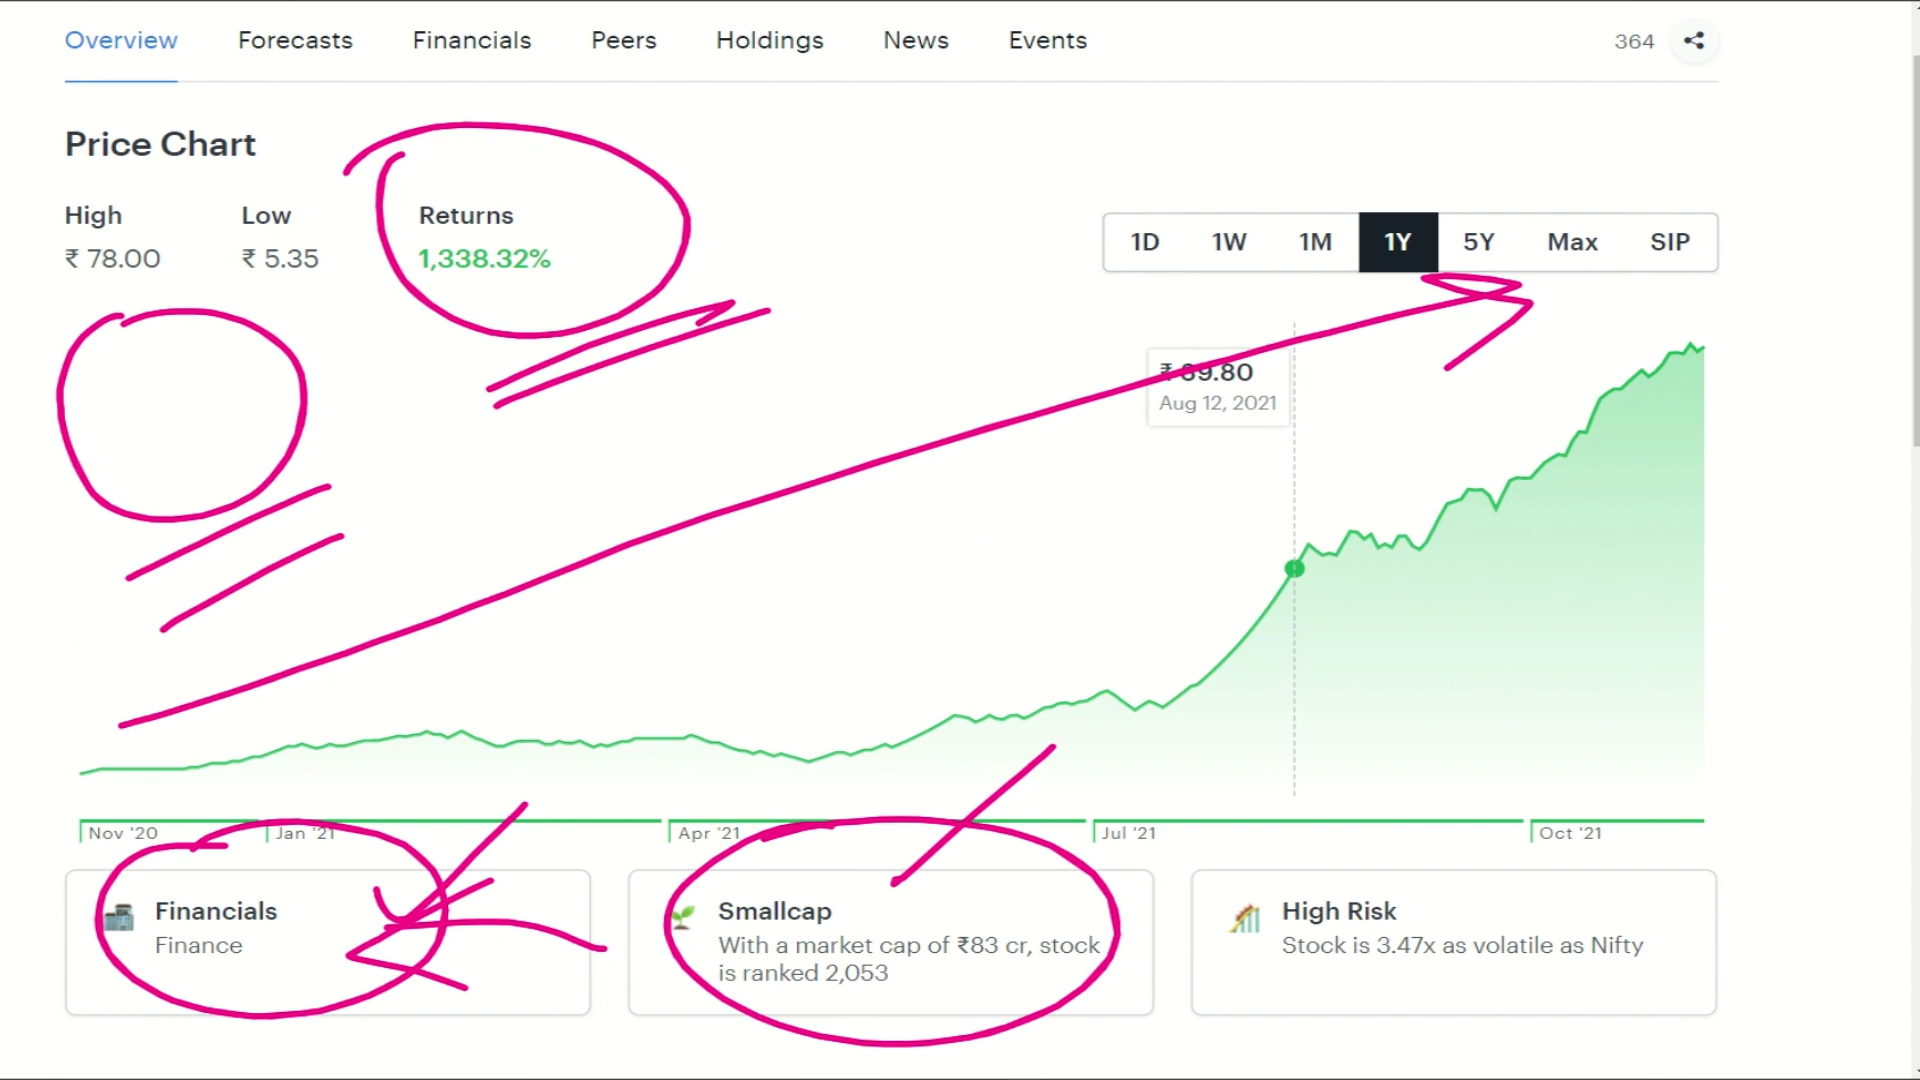 Overview Forecasts Financials Peers Holdings News Events 364
Price Chart
High Low Returns
₹ 78.00 ₹ 5.35 1,338.32%
1D 1W 1M 1Y 5Y Max SIP
Aug 12, 2021
Nov '20 Jan '21 Apr '21 Jul '21 Oct '21
Financials
Finance
Smallcap
With a market cap of ₹83 cr, stock
is ranked 2,053
High Risk
Stock is 3.47x as volatile as Nifty